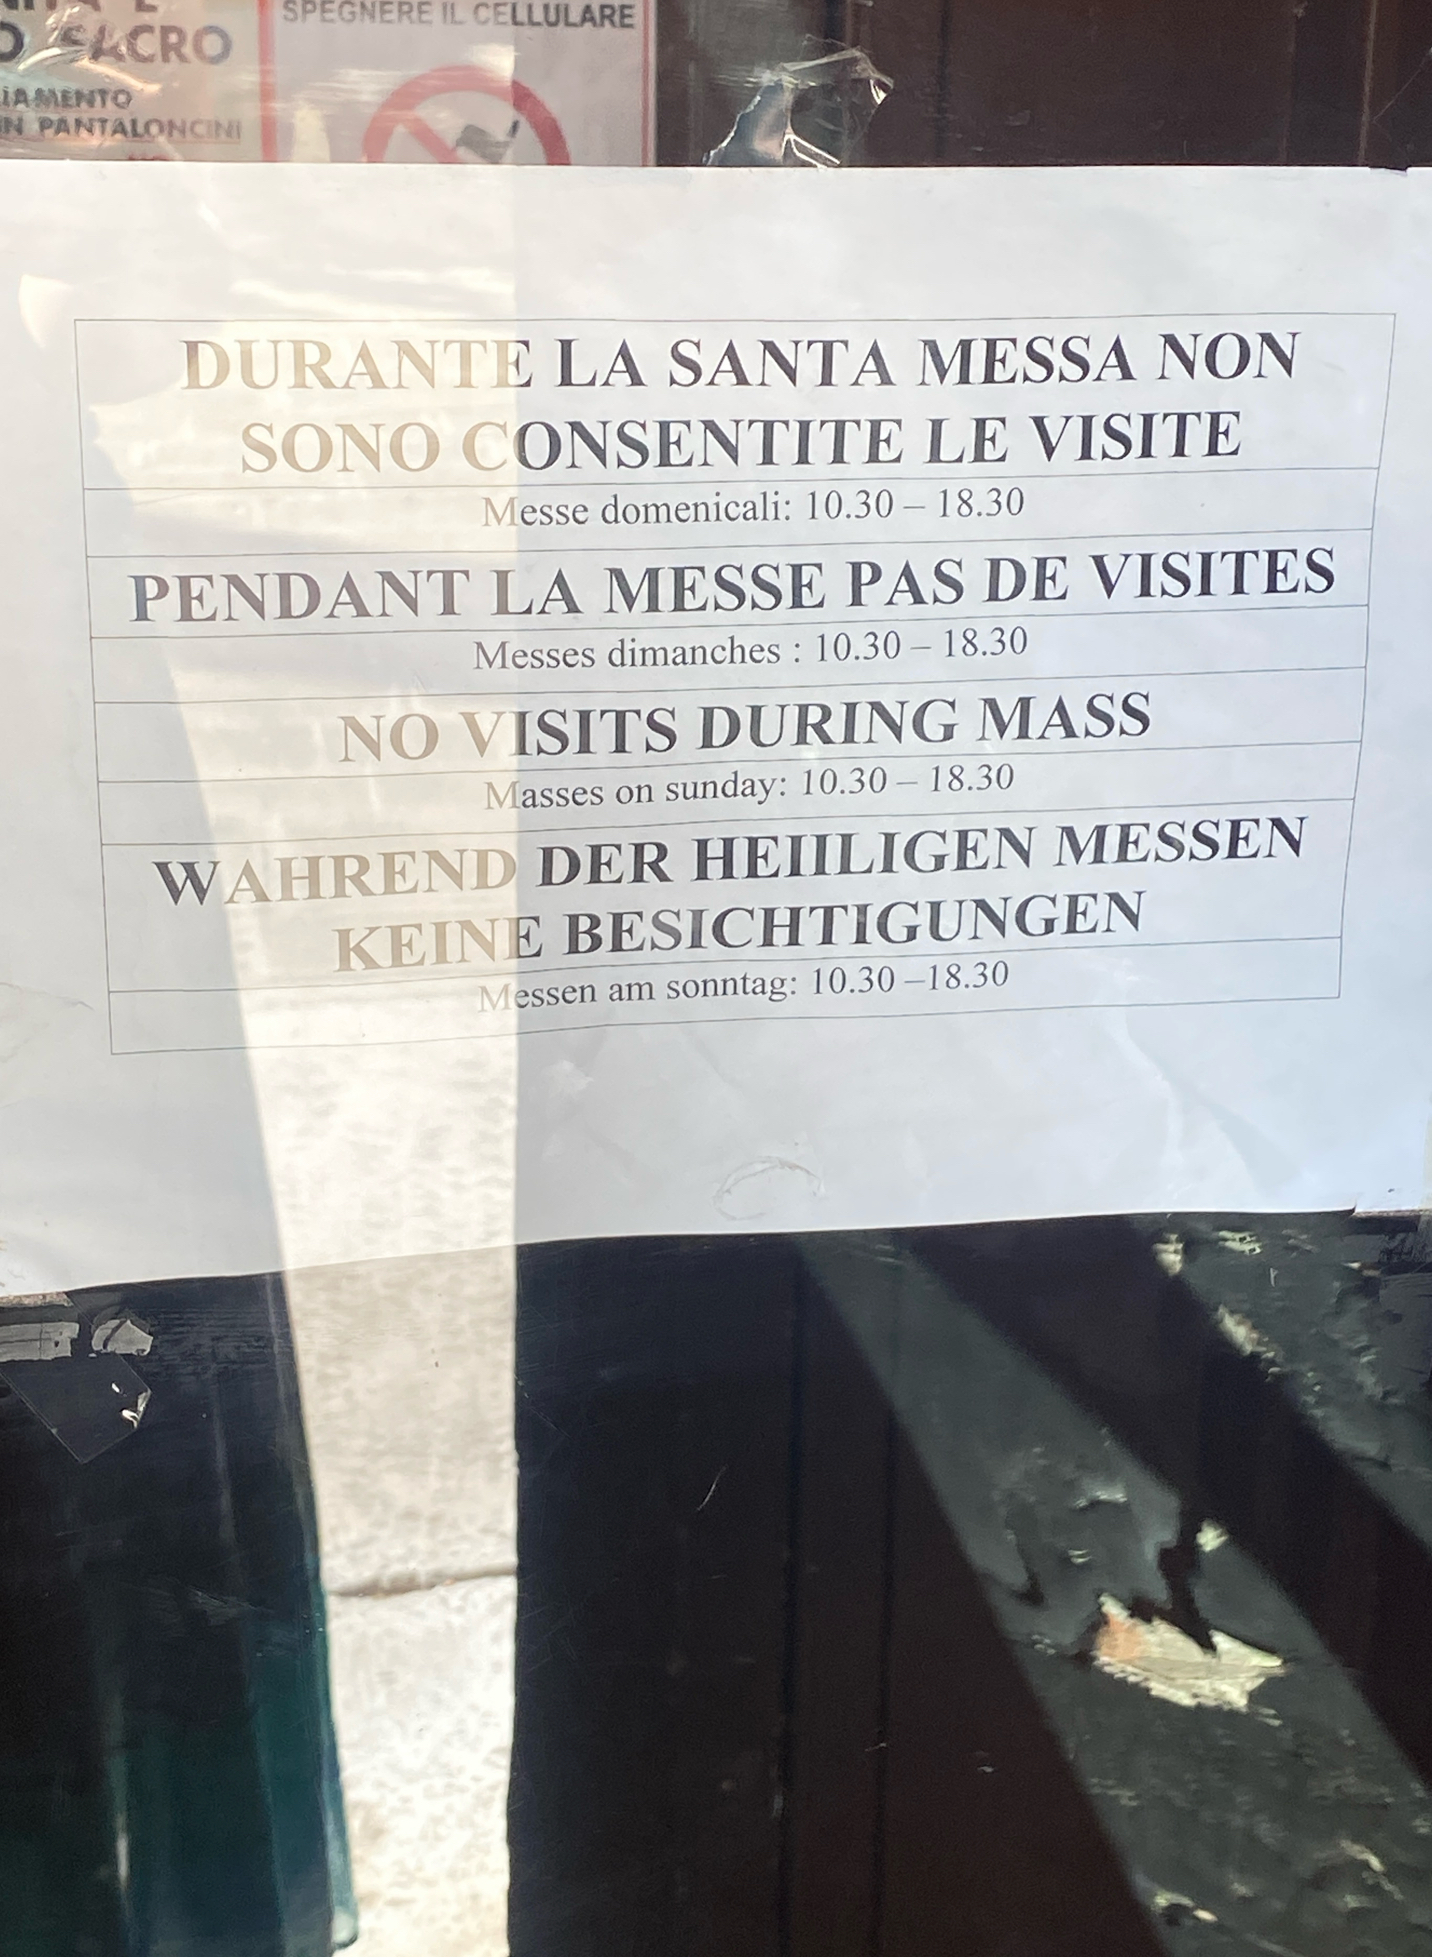 SPEGNERE IL CELLULARE
SACRO
IN PANTALONCINI
DURANTE LA SANTA MESSA NON
SONO CONSENTITE LE VISITE
Messe domenicali: 10.30 – 18.30
PENDANT LA MESSE PAS DE VISITES
Messes dimanches : 10.30 – 18.30
NO VISITS DURING MASS
Masses on sunday: 10.30 – 18.30
WAHREND DER HEIILIGEN MESSEN
KEINE BESICHTIGUNGEN
Messen am sonntag: 10.30 –18.30